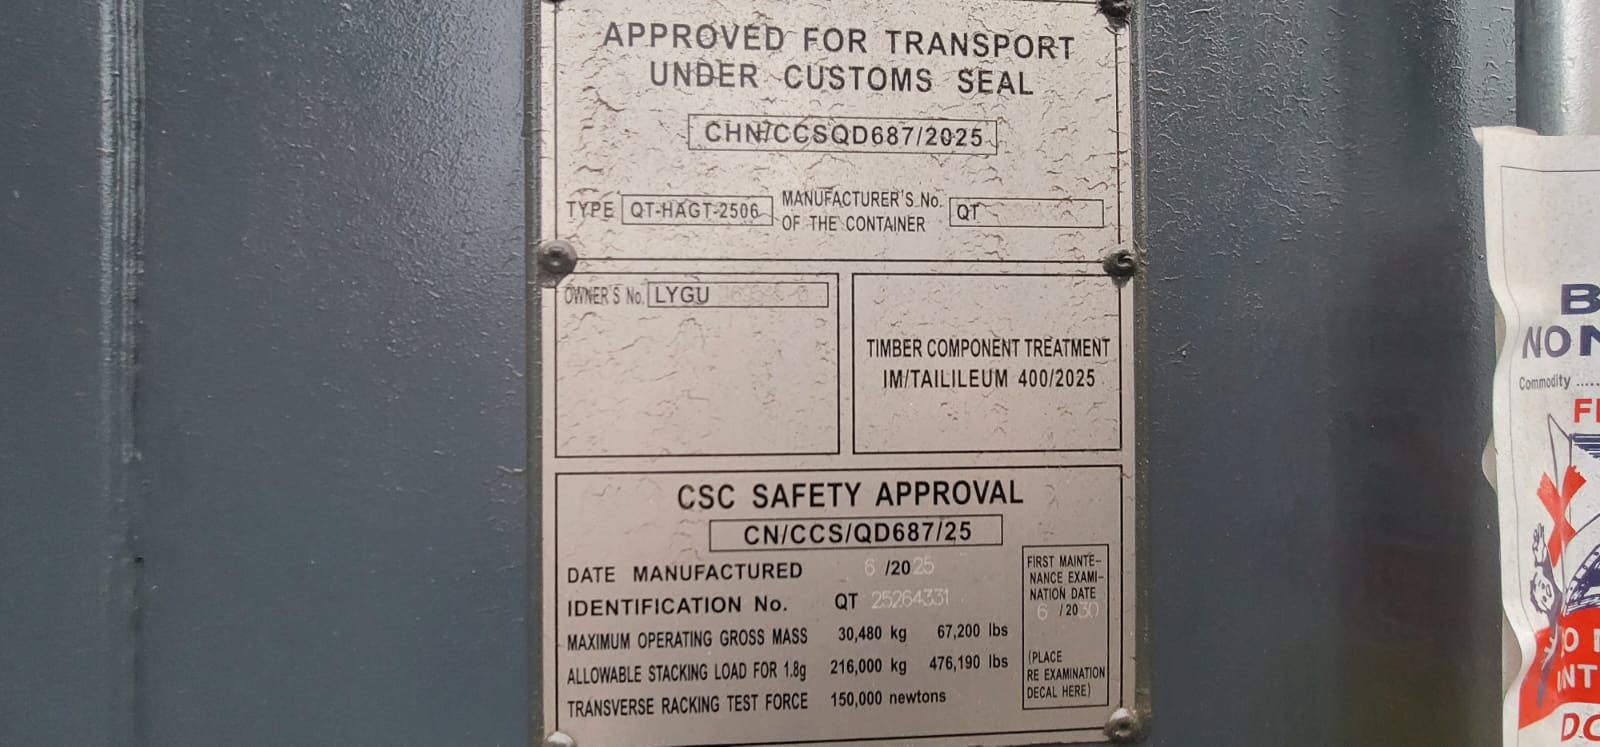 APPROVED FOR TRANSPORT
UNDER CUSTOMS SEAL
CHN/CCSQD687/2025
TYPE QT-HAGT-2506 MANUFACTURER'S No. OF THE CONTAINER QT
OWNER'S No. LYGU
TIMBER COMPONENT TREATMENT
IM/TAILILEUM 400/2025
CSC SAFETY APPROVAL
CN/CCS/QD687/25
DATE MANUFACTURED 6 /2025
IDENTIFICATION No. QT 25264331
MAXIMUM OPERATING GROSS MASS 30,480 kg 67,200 lbs
ALLOWABLE STACKING LOAD FOR 1.8g 216,000 kg 476,190 lbs
TRANSVERSE RACKING TEST FORCE 150,000 newtons
FIRST MAINTE-
NANCE EXAMI-
NATION DATE
6 /2030
(PLACE
RE EXAMINATION
DECAL HERE)
Commodity .....